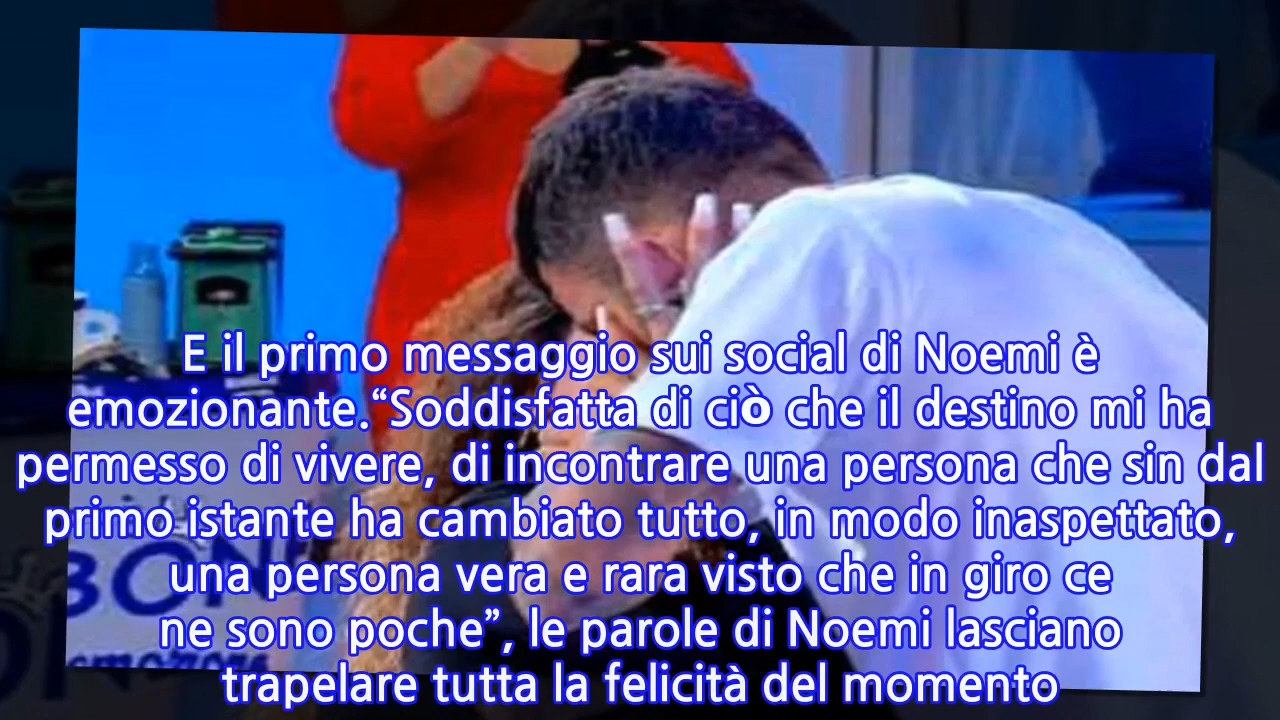 E il primo messaggio sui social di Noemi è
emozionante.“Soddisfatta di ciò che il destino mi ha
permesso di vivere, di incontrare una persona che sin dal
primo istante ha cambiato tutto, in modo inaspettato,
una persona vera e rara visto che in giro ce
ne sono poche”, le parole di Noemi lasciano
trapelare tutta la felicità del momento
BON